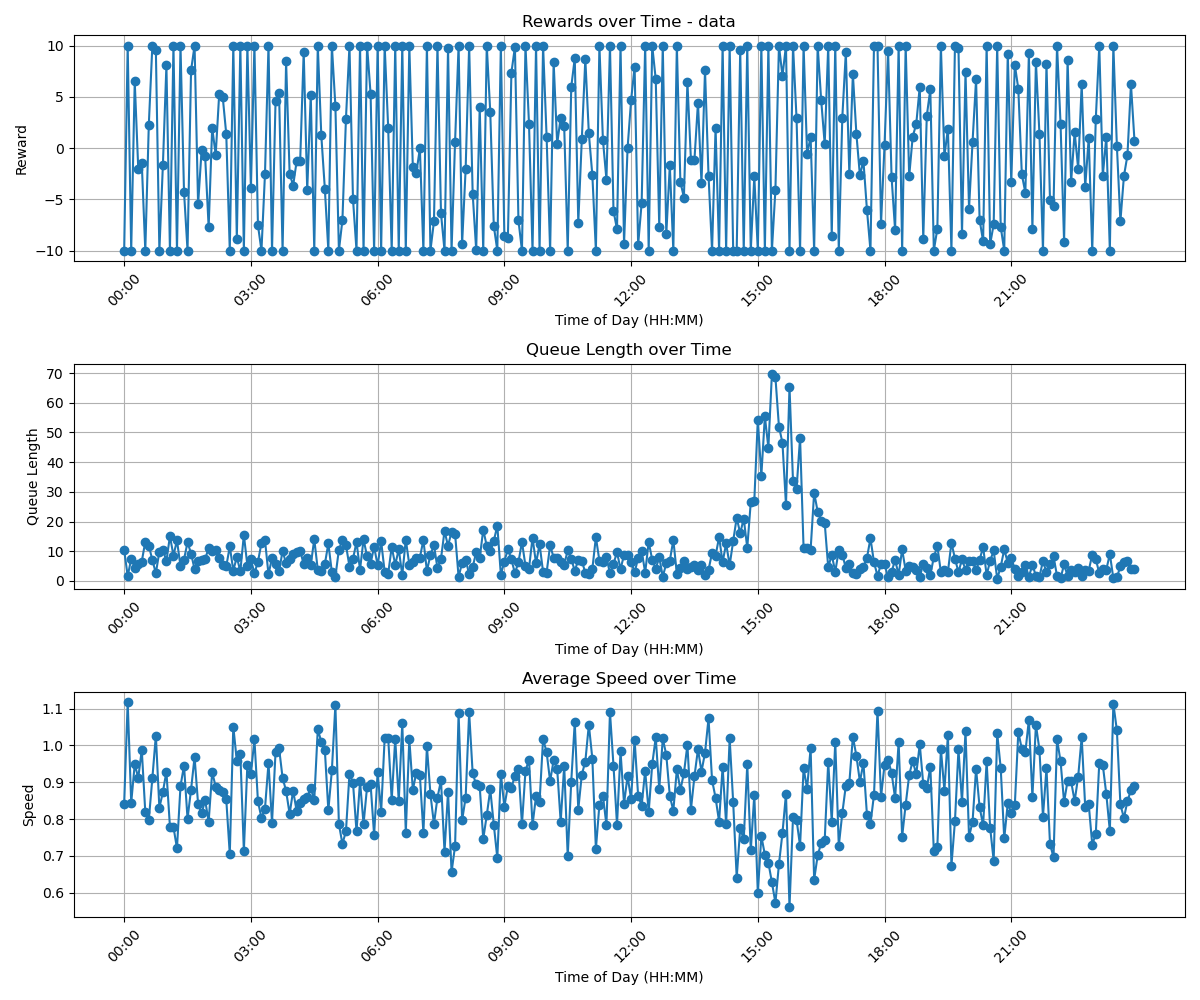 Rewards over Time - data
Reward
10
5
0
−5
−10
00:00 03:00 06:00 09:00 12:00 15:00 18:00 21:00
Time of Day (HH:MM)
Queue Length over Time
Queue Length
70
60
50
40
30
20
10
0
00:00 03:00 06:00 09:00 12:00 15:00 18:00 21:00
Time of Day (HH:MM)
Average Speed over Time
Speed
1.1
1.0
0.9
0.8
0.7
0.6
00:00 03:00 06:00 09:00 12:00 15:00 18:00 21:00
Time of Day (HH:MM)